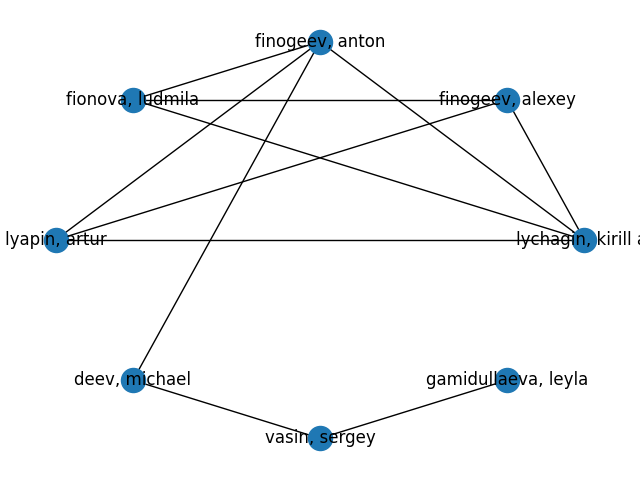 finogeev, anton
fionova, ludmila
finogeev, alexey
lyapin, artur
lychagin, kirill a
deev, michael
gamidullaeva, leyla
vasin, sergey